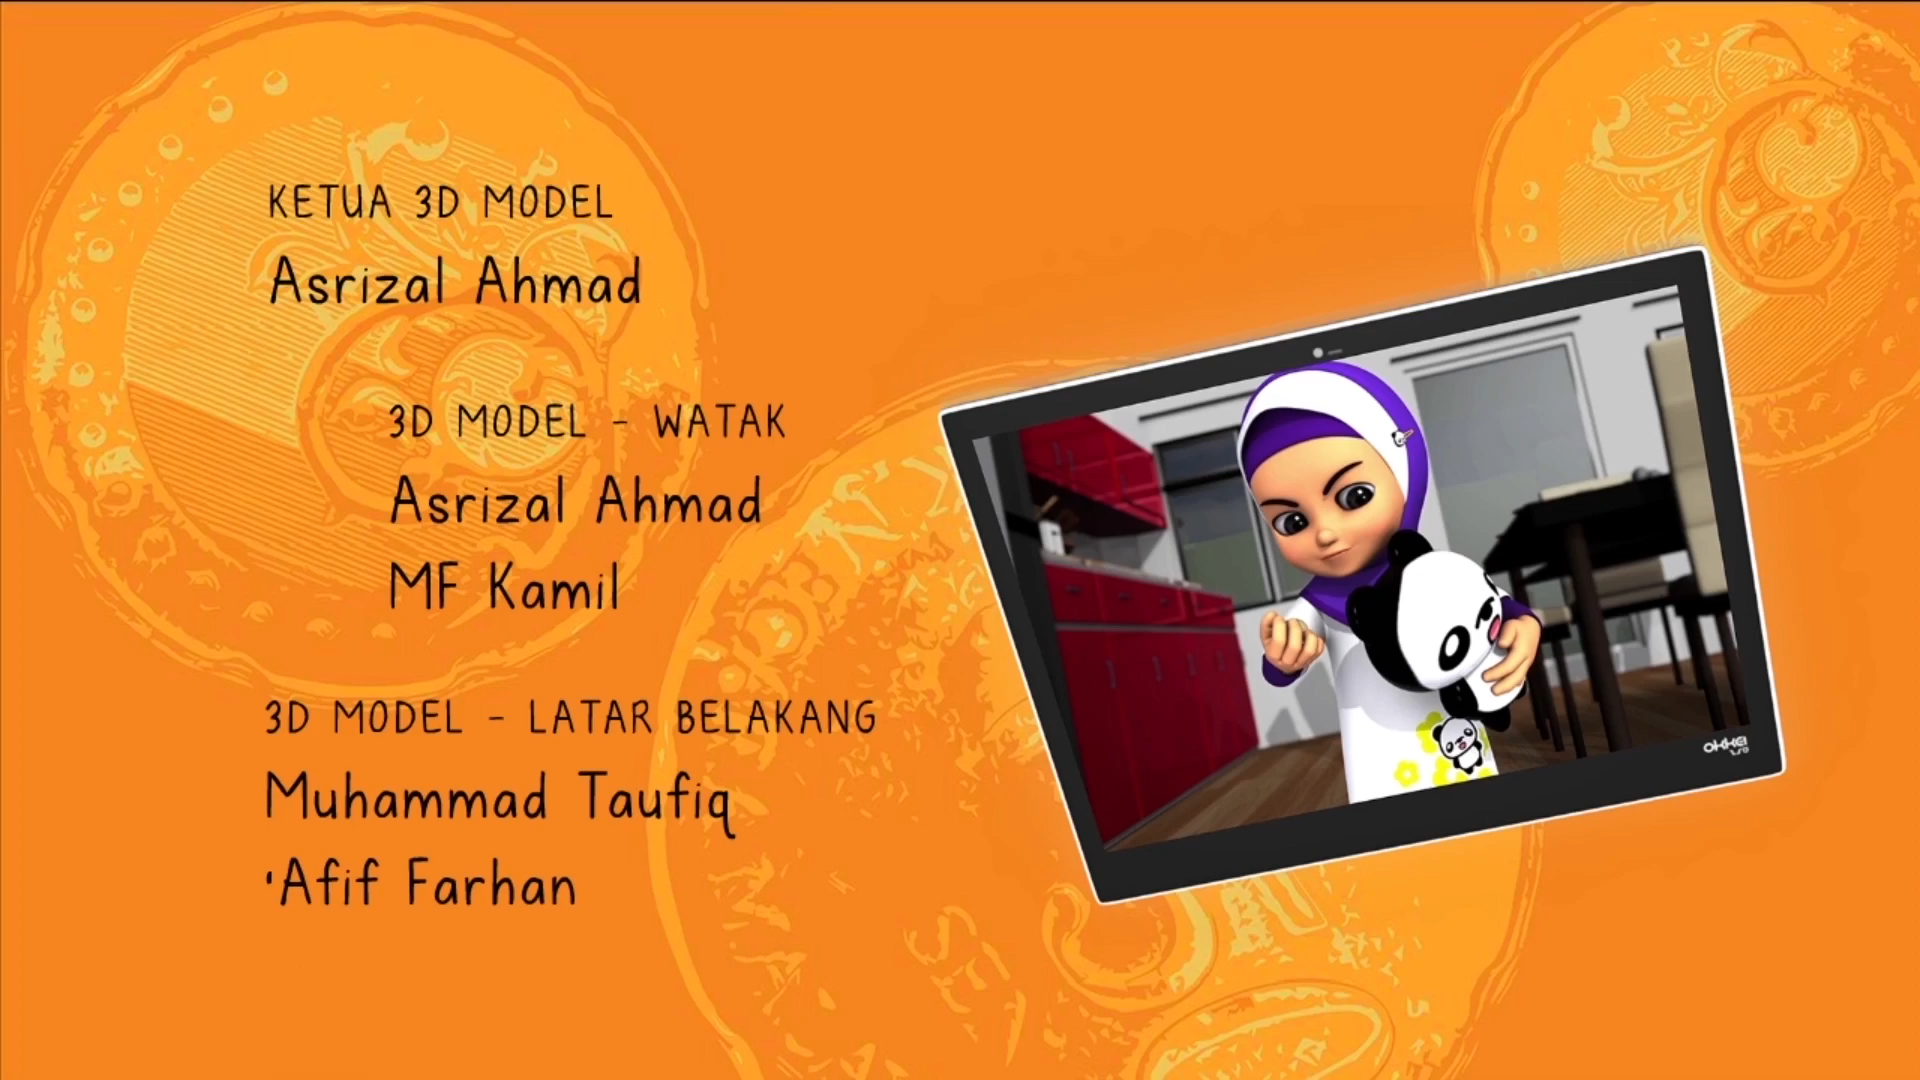 KETUA 3D MODEL
Asrizal Ahmad
3D MODEL - WATAK
Asrizal Ahmad
MF Kamil
3D MODEL - LATAR BELAKANG
Muhammad Taufiq
'Afif Farhan